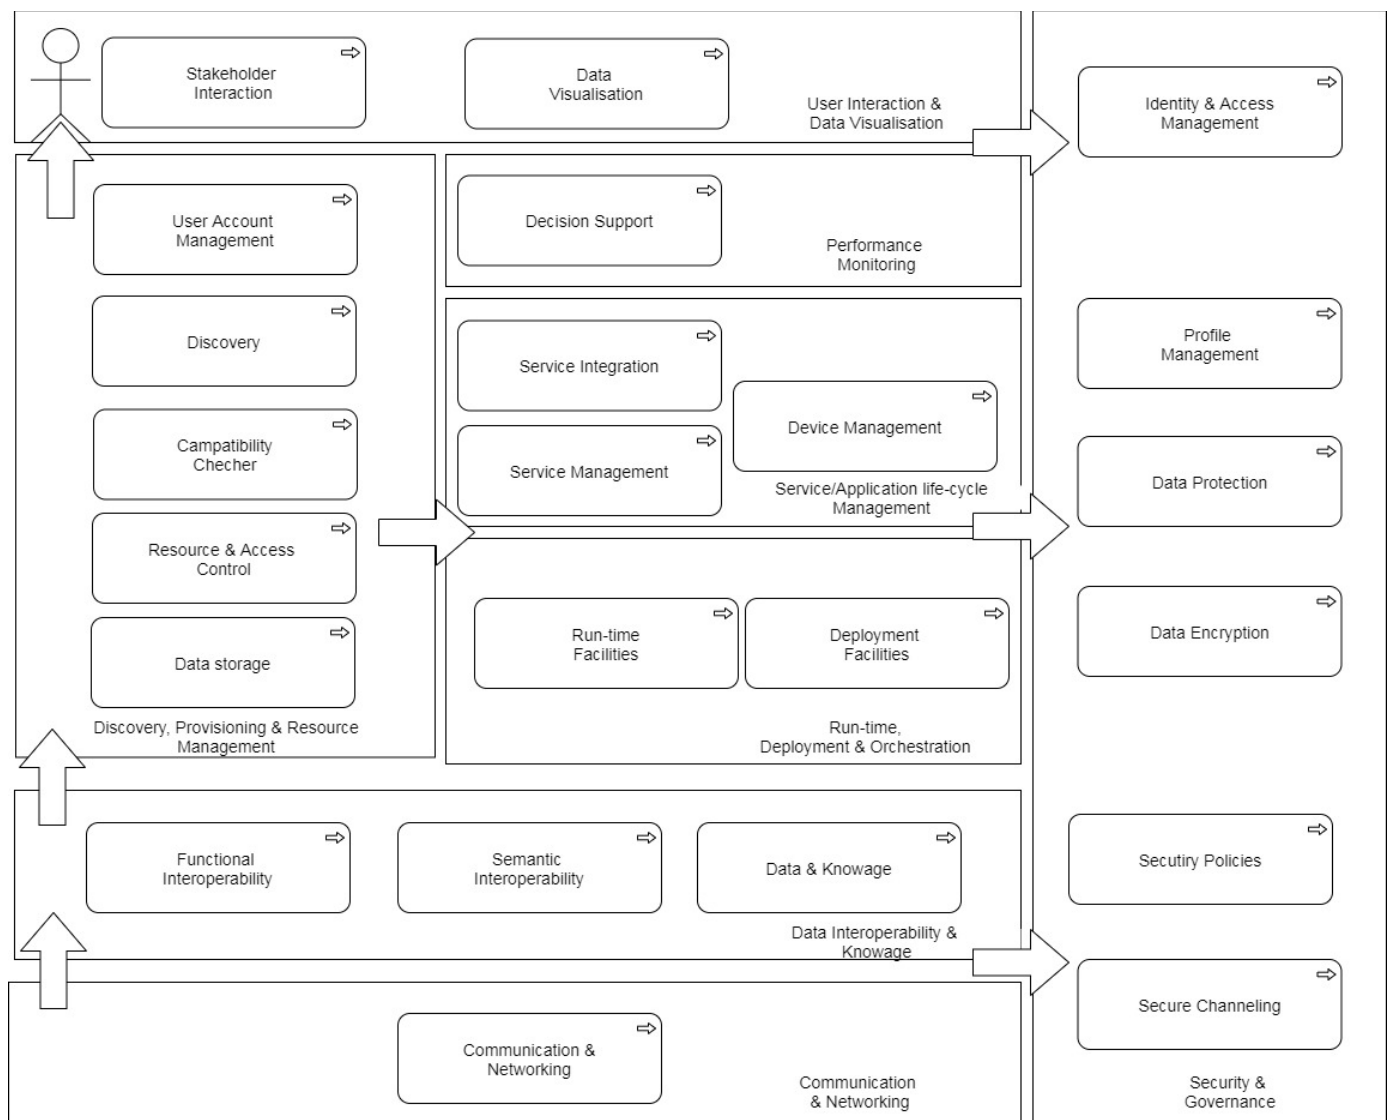 Stakeholder
Interaction
Data
Visualisation
User Interaction &
Data Visualisation
Identity & Access
Management
User Account
Management
Discovery
Campatibility
Checher
Resource & Access
Control
Data storage
Discovery, Provisioning & Resource
Management
Decision Support
Performance
Monitoring
Service Integration
Service Management
Device Management
Service/Application life-cycle
Management
Run-time
Facilities
Deployment
Facilities
Run-time,
Deployment & Orchestration
Profile
Management
Data Protection
Data Encryption
Functional
Interoperability
Semantic
Interoperability
Data & Knowage
Data Interoperability &
Knowage
Secutiry Policies
Secure Channeling
Communication &
Networking
Communication
& Networking
Security &
Governance